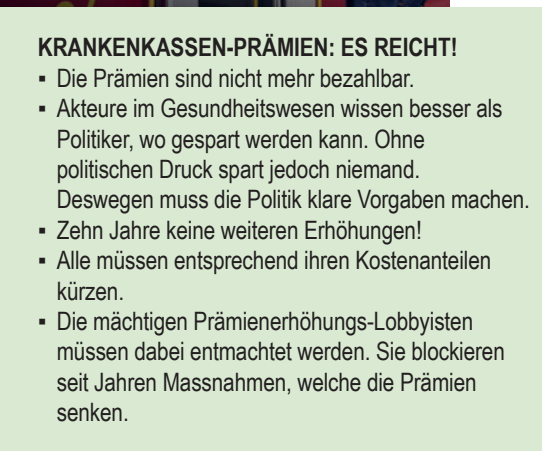 KRANKENKASSEN-PRÄMIEN: ES REICHT!
▪ Die Prämien sind nicht mehr bezahlbar.
▪ Akteure im Gesundheitswesen wissen besser als
Politiker, wo gespart werden kann. Ohne
politischen Druck spart jedoch niemand.
Deswegen muss die Politik klare Vorgaben machen.
▪ Zehn Jahre keine weiteren Erhöhungen!
▪ Alle müssen entsprechend ihren Kostenanteilen
kürzen.
▪ Die mächtigen Prämienerhöhungs-Lobbyisten
müssen dabei entmachtet werden. Sie blockieren
seit Jahren Massnahmen, welche die Prämien
senken.